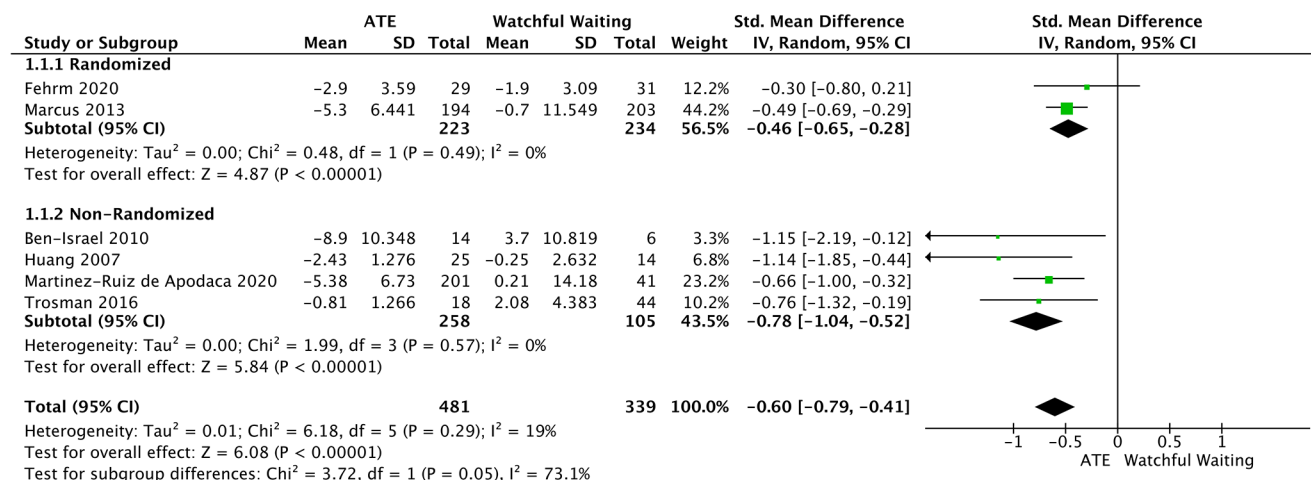 ATE Watchful Waiting Std. Mean Difference Std. Mean Difference
Study or Subgroup Mean SD Total Mean SD Total Weight IV, Random, 95% CI IV, Random, 95% CI
1.1.1 Randomized
Fehrm 2020 −2.9 3.59 29 −1.9 3.09 31 12.2% −0.30 [−0.80, 0.21]
Marcus 2013 −5.3 6.441 194 −0.7 11.549 203 44.2% −0.49 [−0.69, −0.29]
Subtotal (95% CI) 223 234 56.5% −0.46 [−0.65, −0.28]
Heterogeneity: Tau² = 0.00; Chi² = 0.48, df = 1 (P = 0.49); I² = 0%
Test for overall effect: Z = 4.87 (P < 0.00001)
1.1.2 Non−Randomized
Ben−Israel 2010 −8.9 10.348 14 3.7 10.819 6 3.3% −1.15 [−2.19, −0.12]
Huang 2007 −2.43 1.276 25 −0.25 2.632 14 6.8% −1.14 [−1.85, −0.44]
Martinez−Ruiz de Apodaca 2020 −5.38 6.73 201 0.21 14.18 41 23.2% −0.66 [−1.00, −0.32]
Trosman 2016 −0.81 1.266 18 2.08 4.383 44 10.2% −0.76 [−1.32, −0.19]
Subtotal (95% CI) 258 105 43.5% −0.78 [−1.04, −0.52]
Heterogeneity: Tau² = 0.00; Chi² = 1.99, df = 3 (P = 0.57); I² = 0%
Test for overall effect: Z = 5.84 (P < 0.00001)
Total (95% CI) 481 339 100.0% −0.60 [−0.79, −0.41]
Heterogeneity: Tau² = 0.01; Chi² = 6.18, df = 5 (P = 0.29); I² = 19%
Test for overall effect: Z = 6.08 (P < 0.00001)
Test for subgroup differences: Chi² = 3.72, df = 1 (P = 0.05), I² = 73.1%
−1 −0.5 0 0.5 1
ATE Watchful Waiting